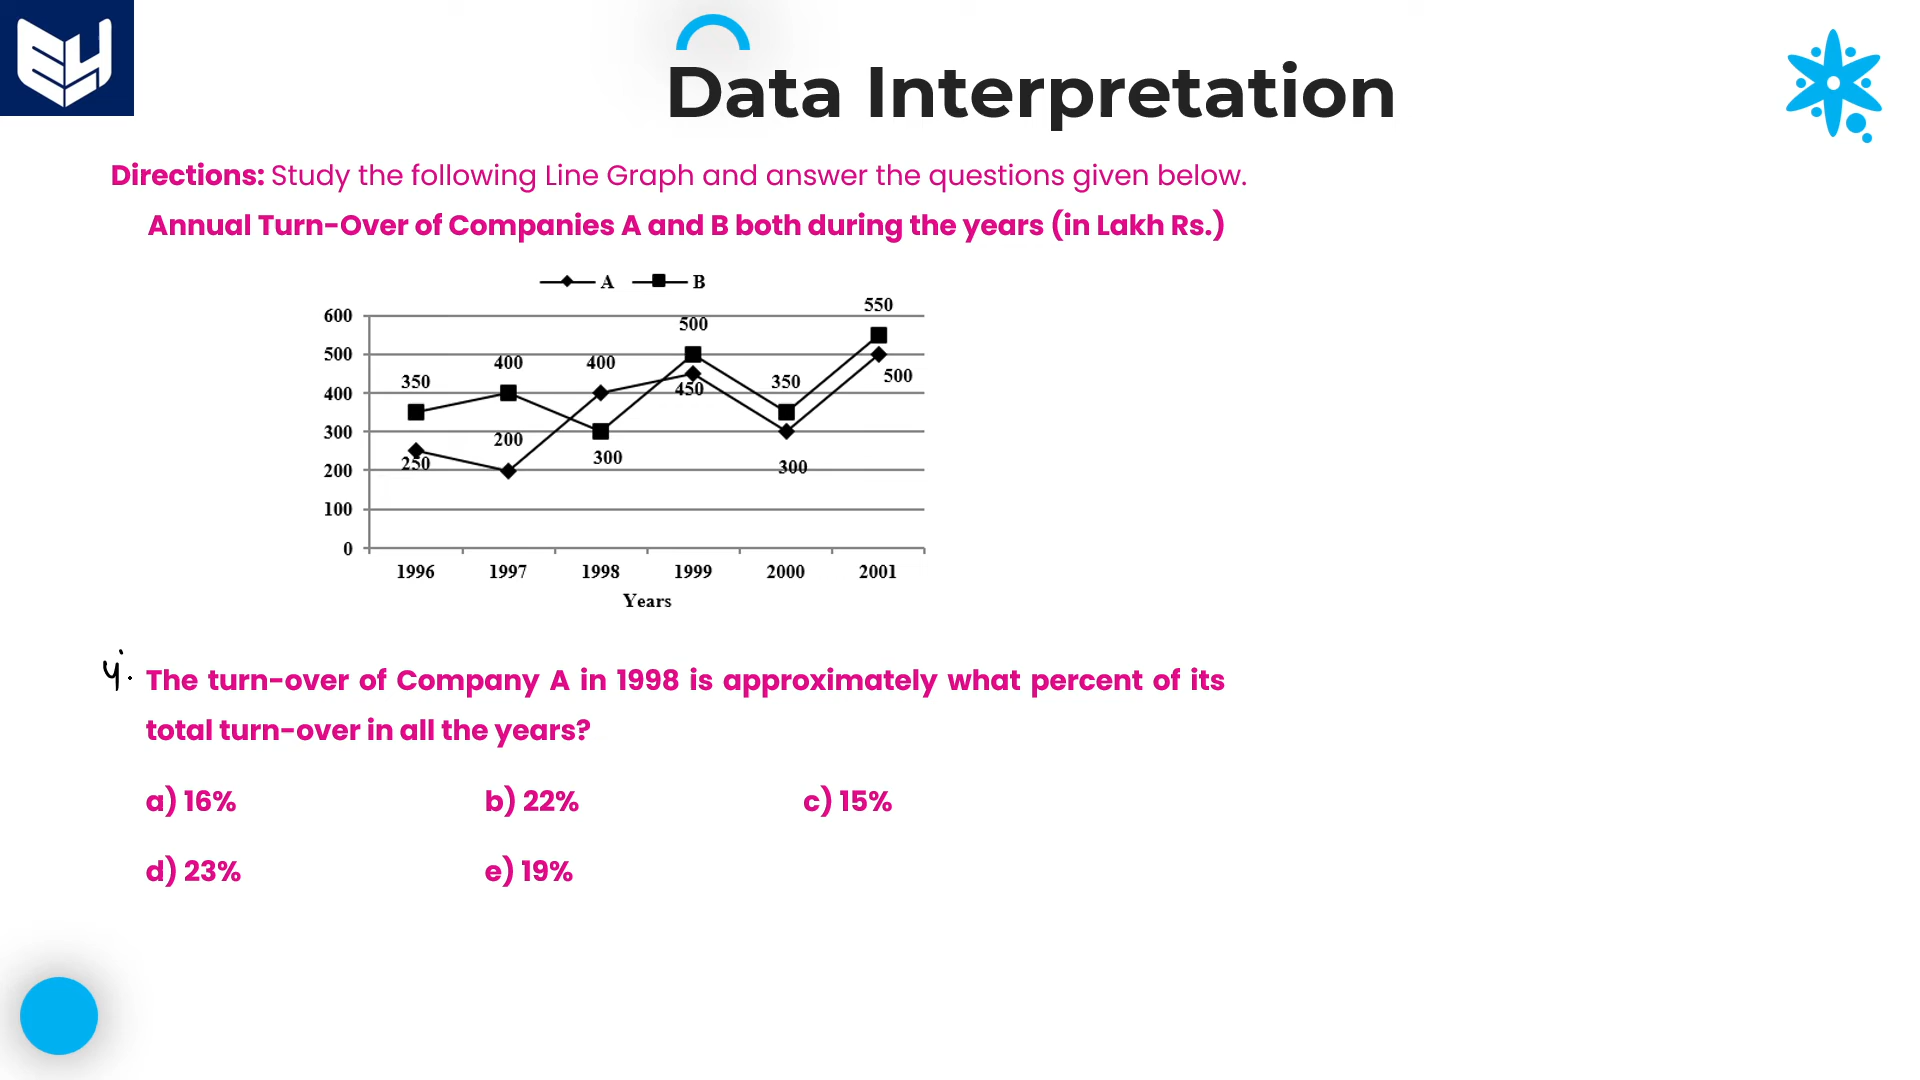 Data Interpretation
Directions: Study the following Line Graph and answer the questions given below.
Annual Turn-Over of Companies A and B both during the years (in Lakh Rs.)
A B
550
600
500
500
400 400
350 350
500
400
450
300
200
300
250
200
300
100
0
1996 1997 1998 1999 2000 2001
Years
4. The turn-over of Company A in 1998 is approximately what percent of its
total turn-over in all the years?
a) 16% b) 22% c) 15%
d) 23% e) 19%